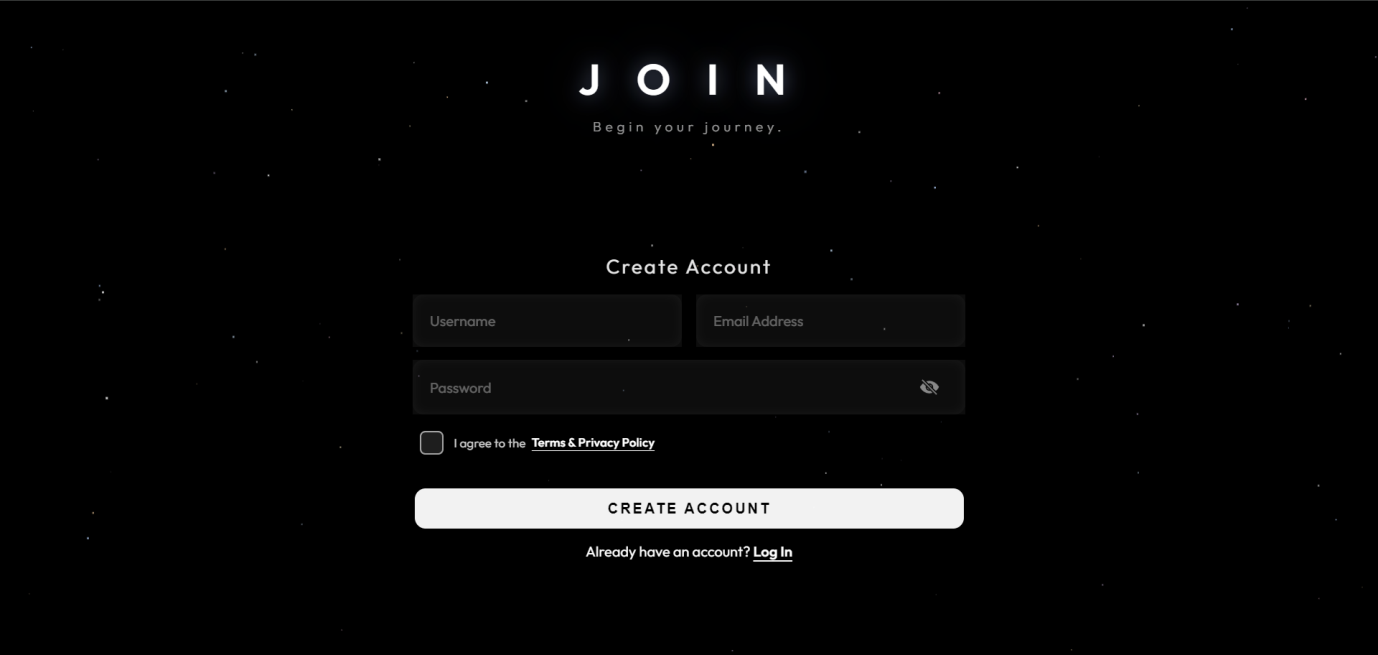 JOIN
Begin your journey.
Create Account
Username
Email Address
Password
I agree to the Terms & Privacy Policy
CREATE ACCOUNT
Already have an account? Log In